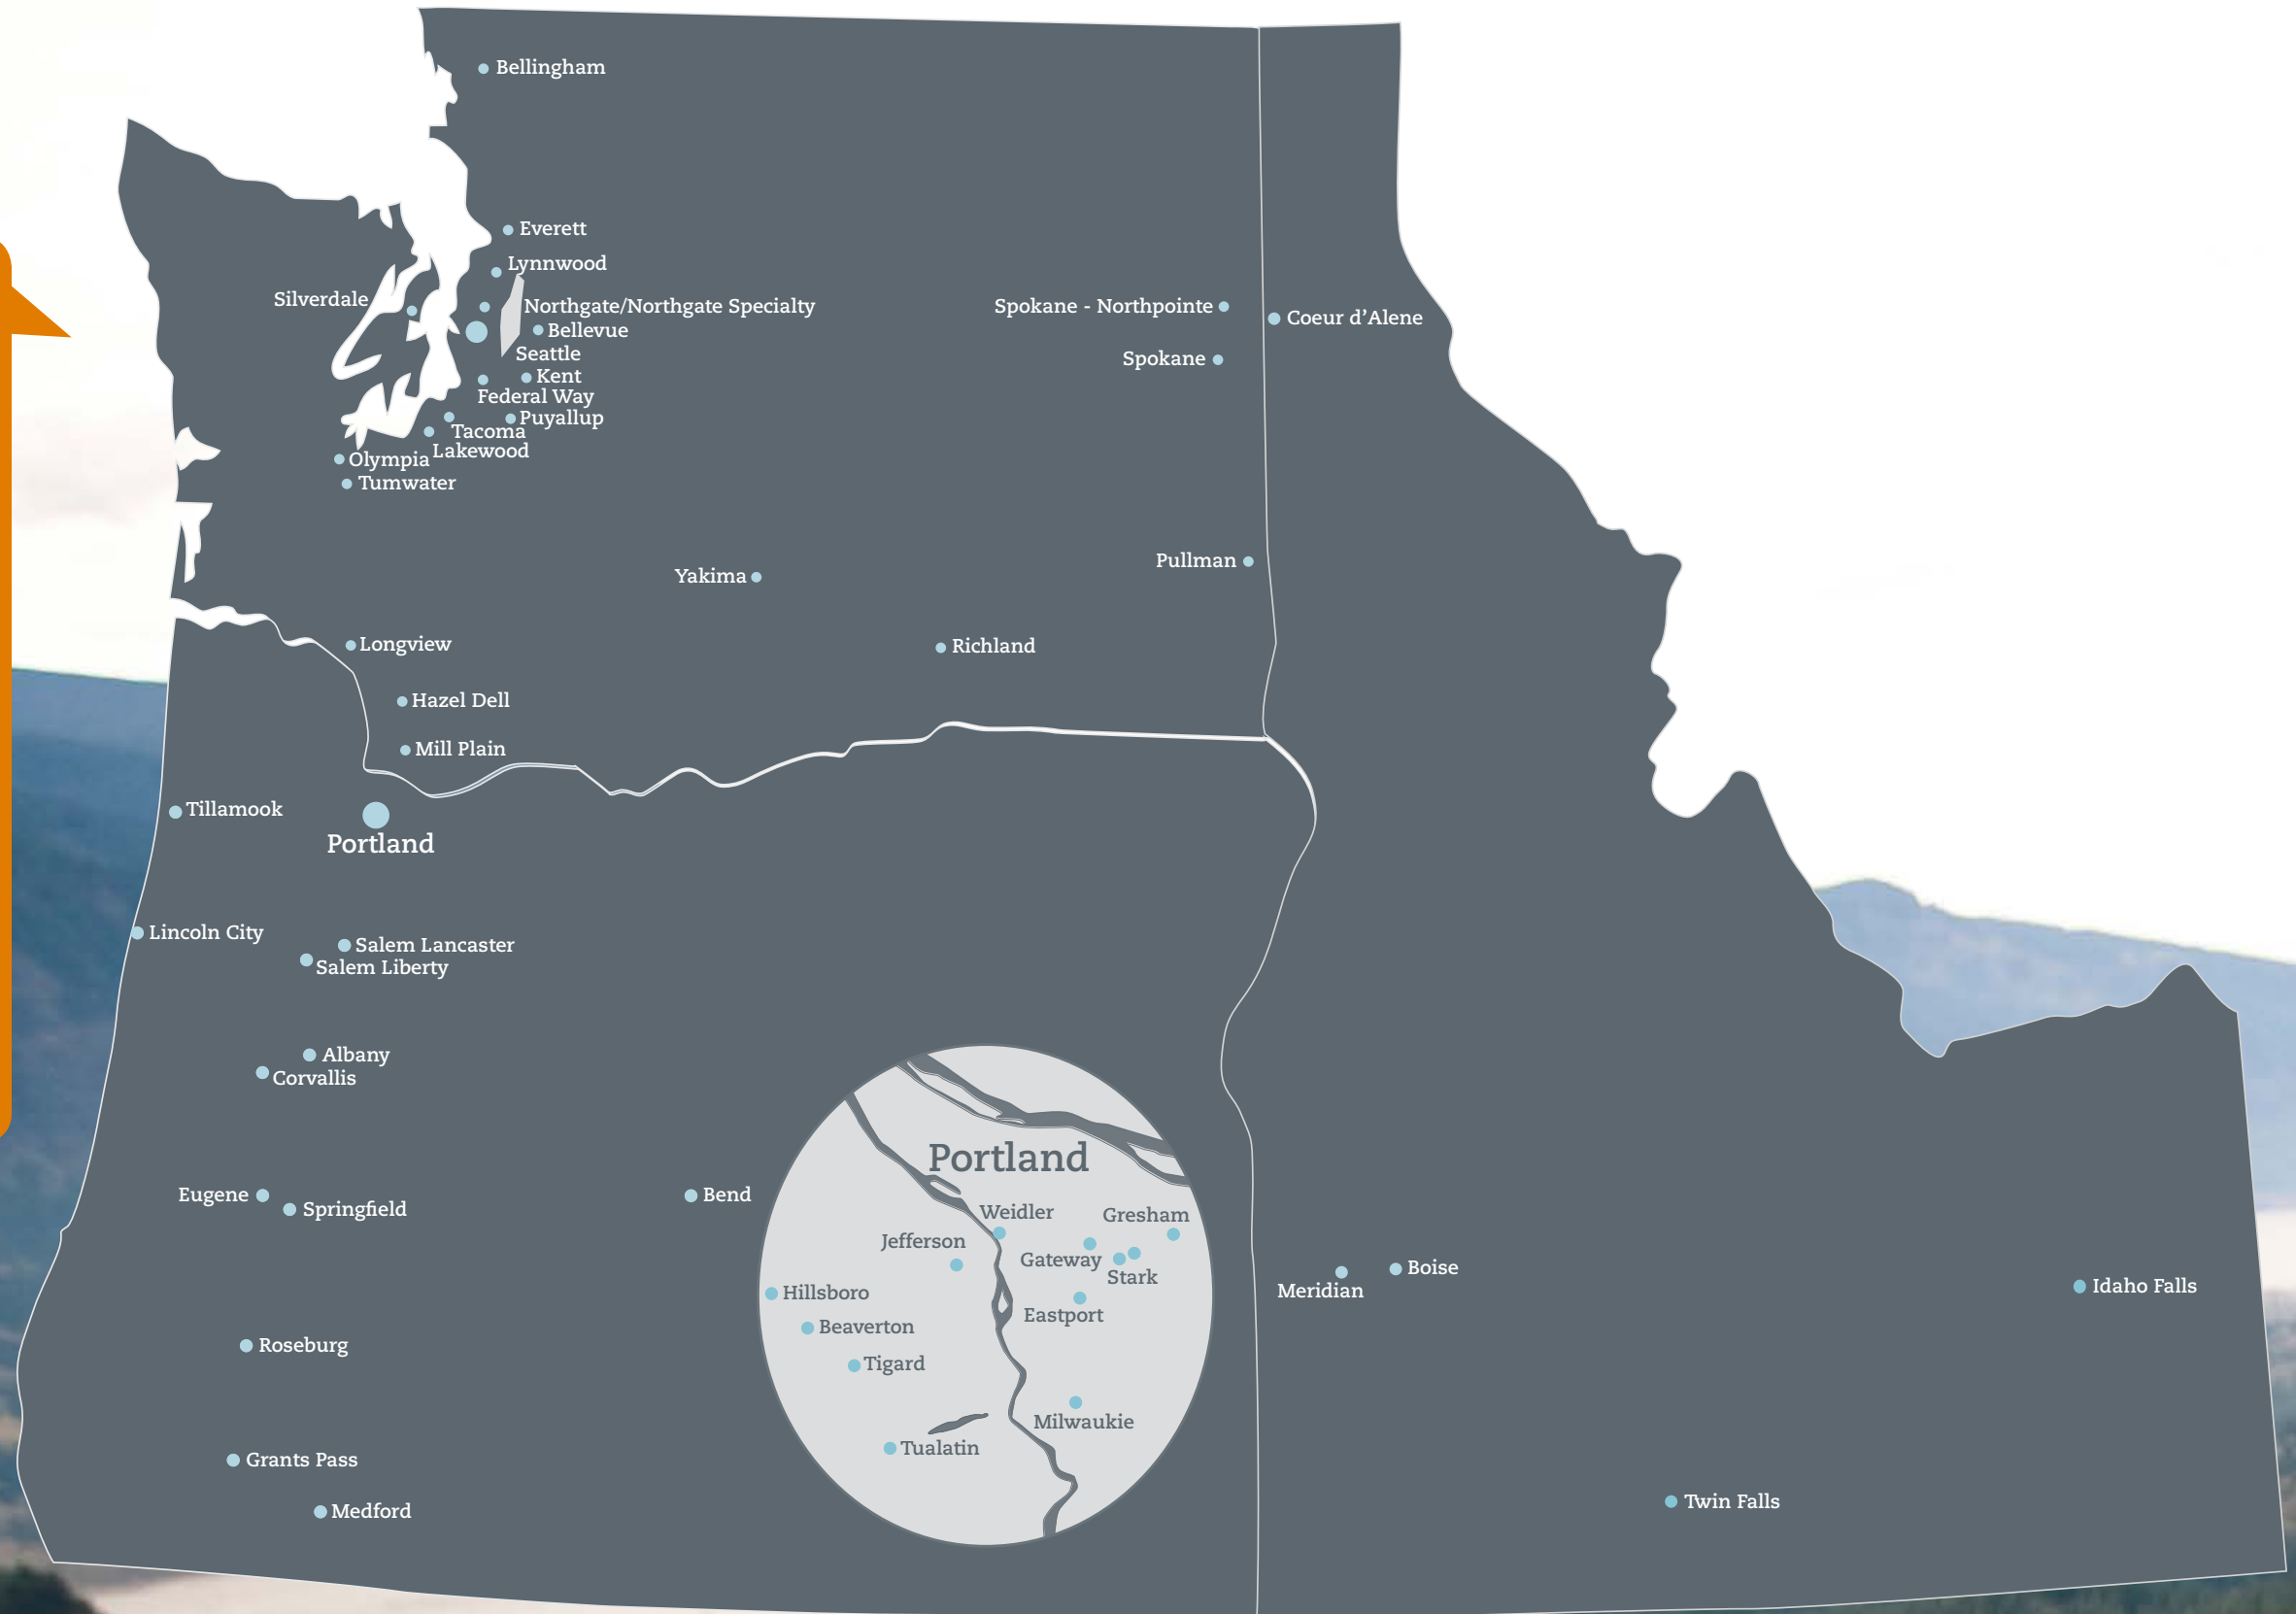 Bellingham
Everett
Lynnwood
Silverdale
Northgate/Northgate Specialty
Bellevue
Seattle
Kent
Federal Way
Puyallup
Tacoma
Lakewood
Olympia
Tumwater
Spokane - Northpointe
Coeur d’Alene
Spokane
Pullman
Yakima
Longview
Richland
Hazel Dell
Mill Plain
Tillamook
Portland
Lincoln City
Salem Lancaster
Salem Liberty
Albany
Corvallis
Eugene
Springfield
Bend
Roseburg
Grants Pass
Medford
Portland
Weidler
Gresham
Jefferson
Gateway
Stark
Hillsboro
Eastport
Beaverton
Tigard
Milwaukie
Tualatin
Meridian
Boise
Idaho Falls
Twin Falls